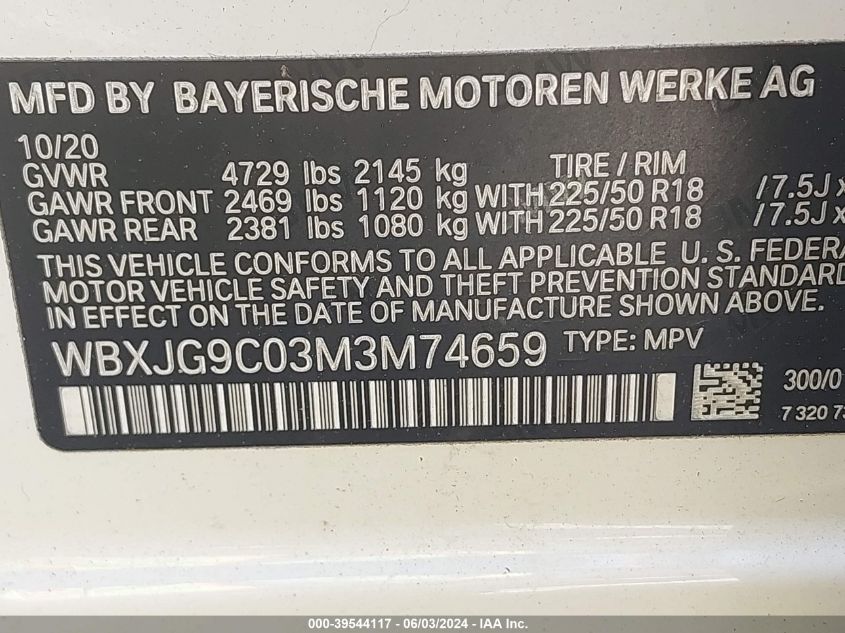 MFD BY BAYERISCHE MOTOREN WERKE AG
10/20
GVWR 4729 lbs 2145 kg TIRE / RIM
GAWR FRONT 2469 lbs 1120 kg WITH 225/50 R18 /7.5J x
GAWR REAR 2381 lbs 1080 kg WITH 225/50 R18 /7.5J x
THIS VEHICLE CONFORMS TO ALL APPLICABLE U. S. FEDERA
MOTOR VEHICLE SAFETY AND THEFT PREVENTION STANDARD
IN EFFECT ON THE DATE OF MANUFACTURE SHOWN ABOVE.
WBXJG9C03M3M74659 TYPE: MPV
300/0
7 320 73
000-39544117 - 06/03/2024 - IAA Inc.